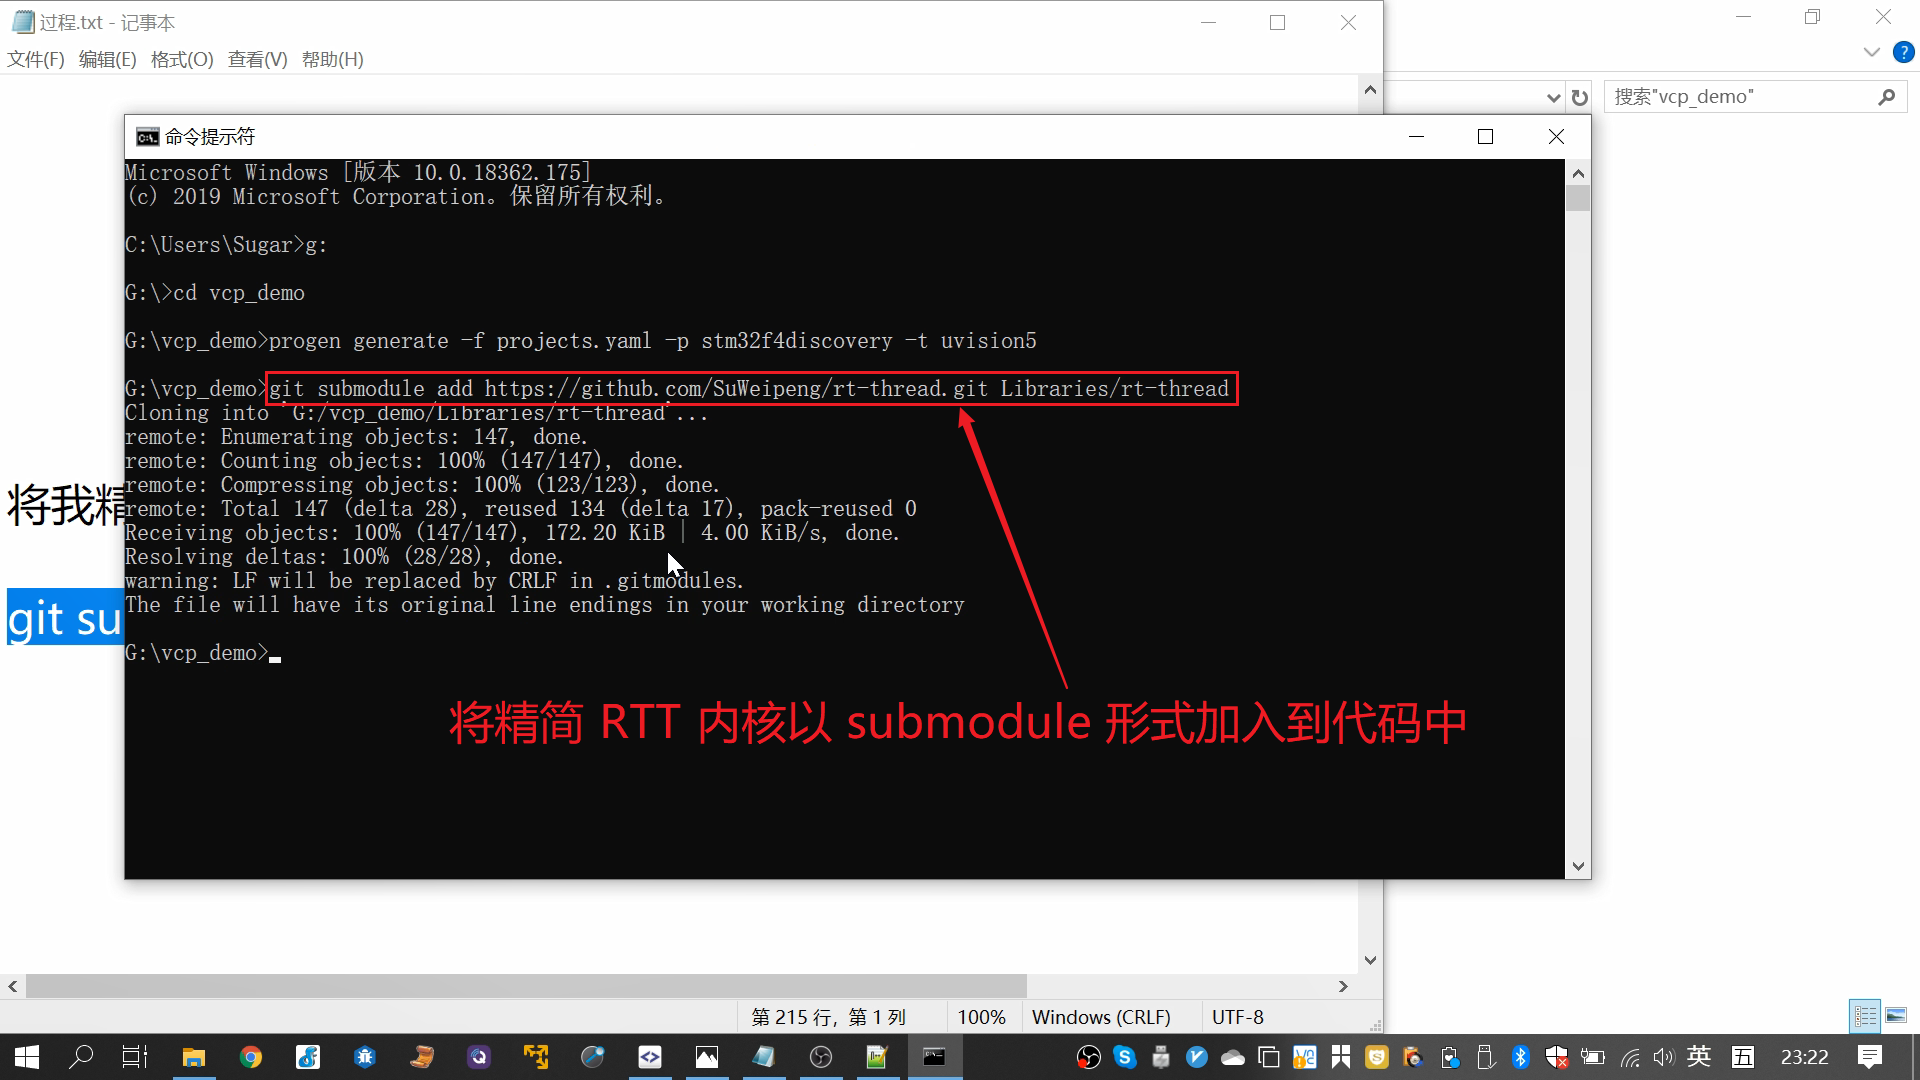 过程.txt - 记事本
文件(F) 编辑(E) 格式(O) 查看(V) 帮助(H)
搜索"vcp_demo"
命令提示符
Microsoft Windows [版本 10.0.18362.175]
(c) 2019 Microsoft Corporation。保留所有权利。
C:\Users\Sugar>g:
G:\>cd vcp_demo
G:\vcp_demo>progen generate -f projects.yaml -p stm32f4discovery -t uvision5
G:\vcp_demo>git submodule add https://github.com/SuWeipeng/rt-thread.git Libraries/rt-thread
Cloning into 'G:/vcp_demo/Libraries/rt-thread'...
remote: Enumerating objects: 147, done.
remote: Counting objects: 100% (147/147), done.
remote: Compressing objects: 100% (123/123), done.
remote: Total 147 (delta 28), reused 134 (delta 17), pack-reused 0
Receiving objects: 100% (147/147), 172.20 KiB | 4.00 KiB/s, done.
Resolving deltas: 100% (28/28), done.
warning: LF will be replaced by CRLF in .gitmodules.
The file will have its original line endings in your working directory
G:\vcp_demo>
将我精
git su
将精简 RTT 内核以 submodule 形式加入到代码中
第 215 行，第 1 列 100% Windows (CRLF) UTF-8
英 五 23:22